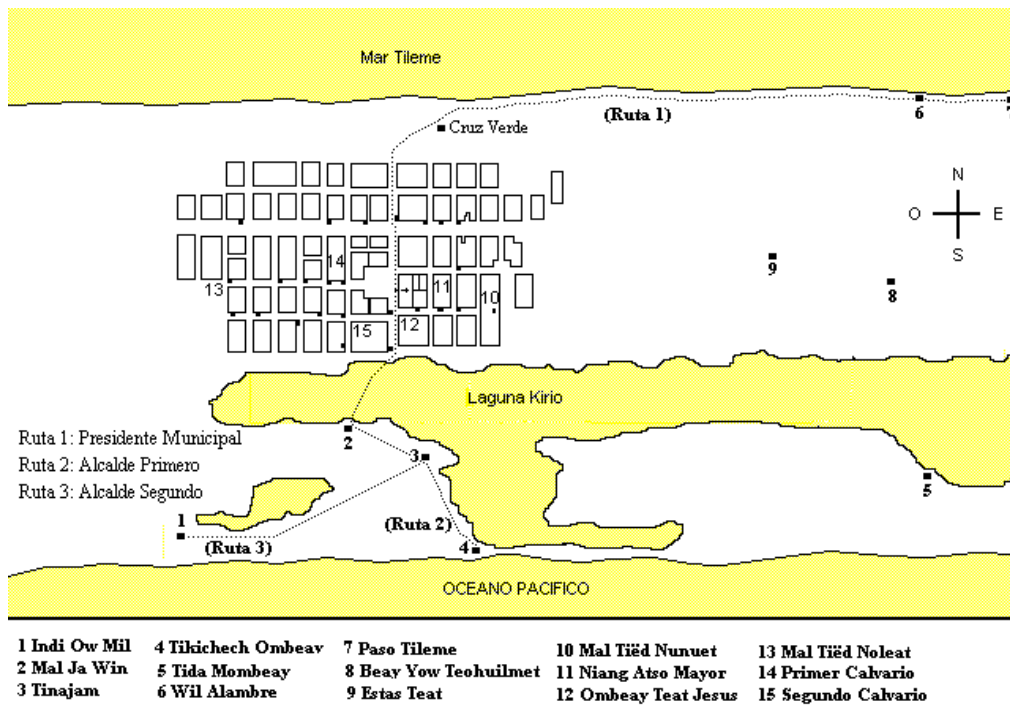 Mar Tileme
(Ruta 1)
6
7
Cruz Verde
N
O E
S
9
8
14
13
11
10
15
12
Laguna Kirio
2
Ruta 1: Presidente Municipal
Ruta 2: Alcalde Primero
3
Ruta 3: Alcalde Segundo
5
1
(Ruta 2)
(Ruta 3)
4
OCEANO PACIFICO
1 Indi Ow Mil
2 Mal Ja Win
3 Tinajam
4 Tikichech Ombeav
5 Tida Mombeay
6 Wil Alambre
7 Paso Tileme
8 Beay Yow Teohuilmet
9 Estas Teat
10 Mal Tiëd Nunuet
11 Niang Atso Mayor
12 Ombeay Teat Jesus
13 Mal Tiëd Noleat
14 Primer Calvario
15 Segundo Calvario